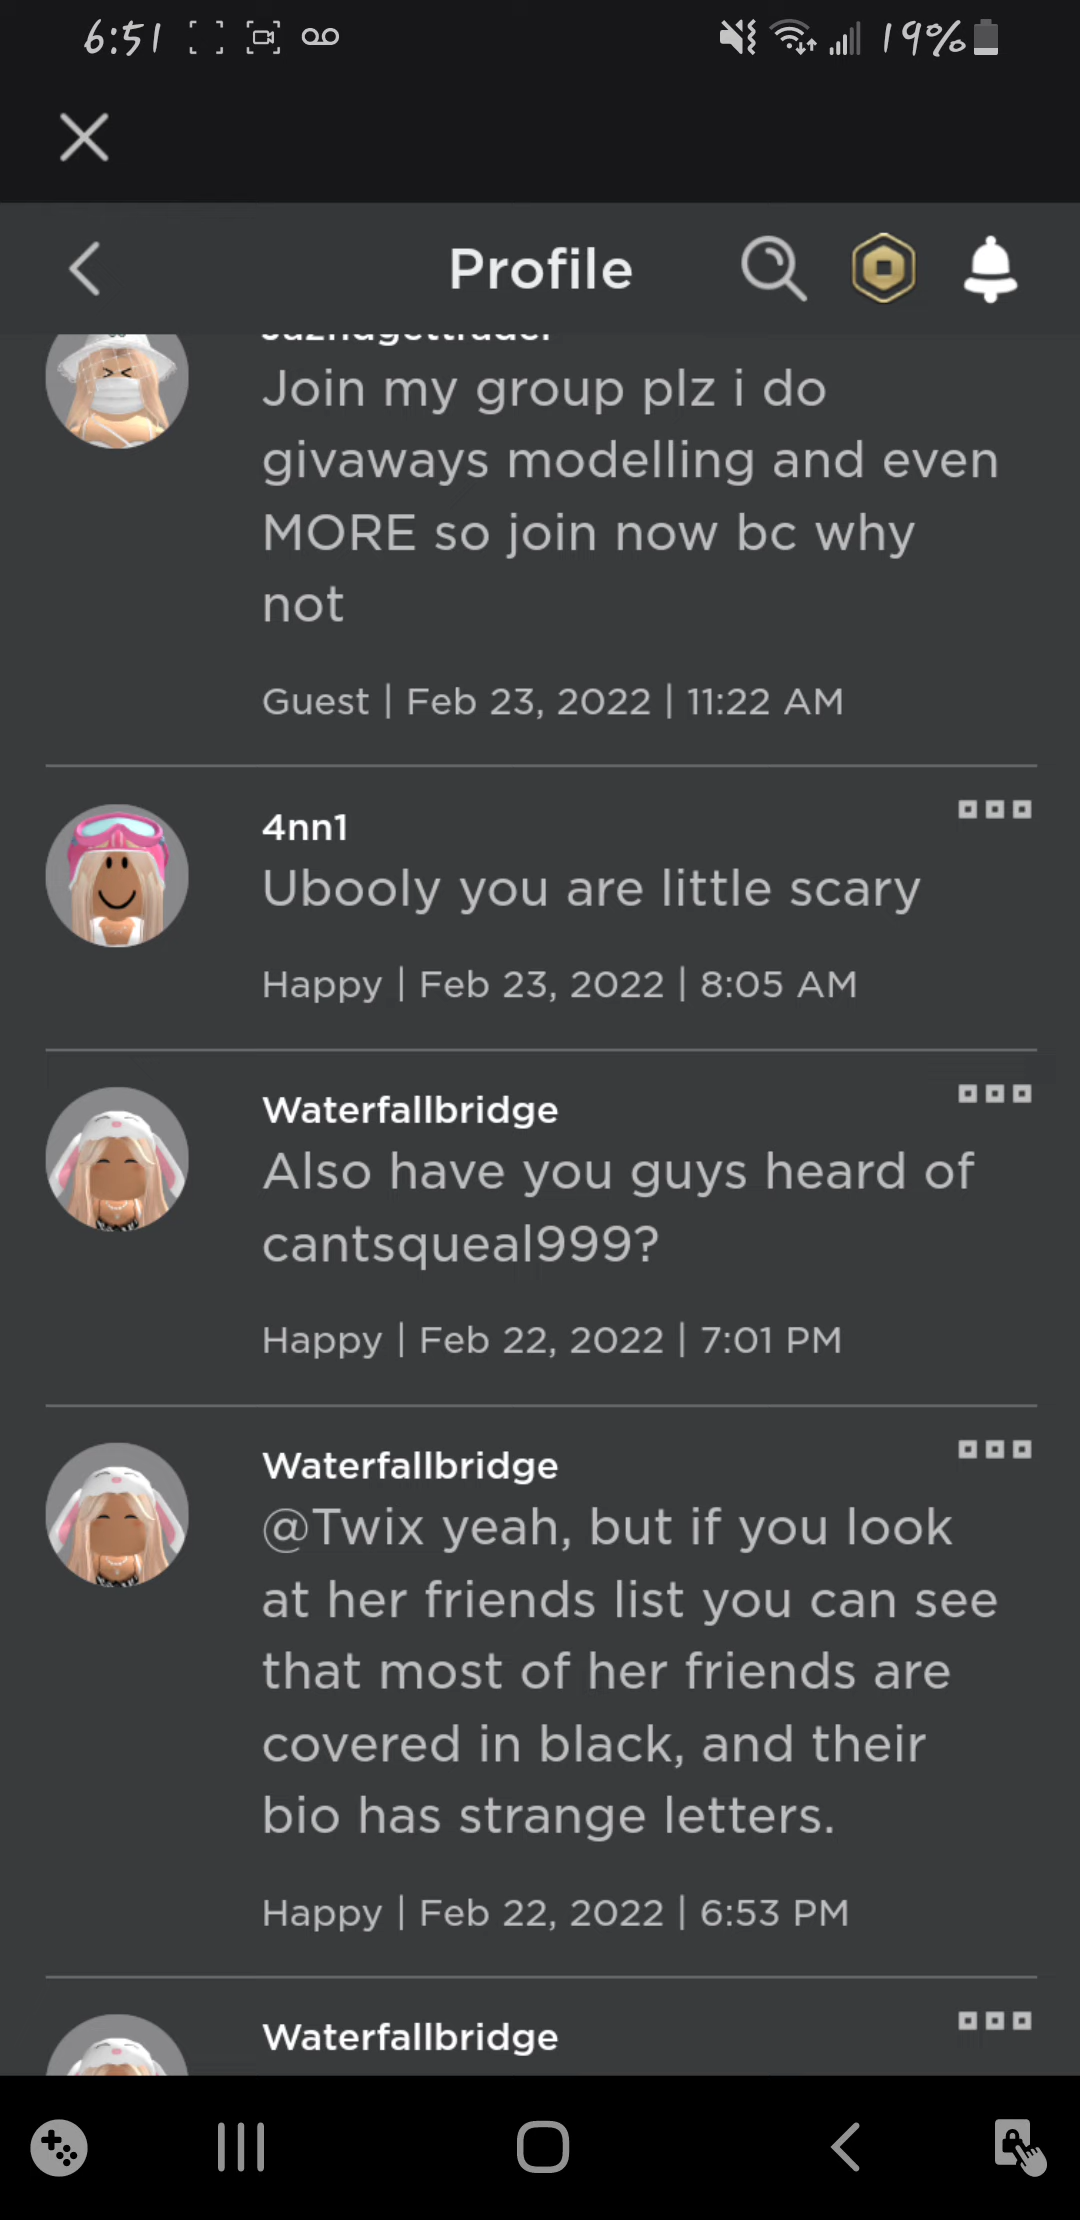 6:51
19%
Profile
Join my group plz i do
givaways modelling and even
MORE so join now bc why
not
Guest | Feb 23, 2022 | 11:22 AM
4nn1
Ubooly you are little scary
Happy | Feb 23, 2022 | 8:05 AM
Waterfallbridge
Also have you guys heard of
cantsqueal999?
Happy | Feb 22, 2022 | 7:01 PM
Waterfallbridge
@Twix yeah, but if you look
at her friends list you can see
that most of her friends are
covered in black, and their
bio has strange letters.
Happy | Feb 22, 2022 | 6:53 PM
Waterfallbridge